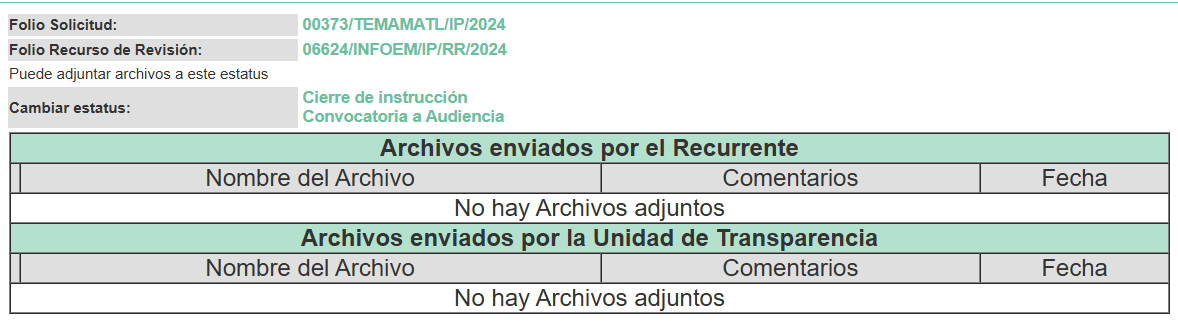 Folio Solicitud: 00373/TEMAMATL/IP/2024
Folio Recurso de Revisión: 06624/INFOEM/IP/RR/2024
Puede adjuntar archivos a este estatus
Cambiar estatus: Cierre de instrucción
Convocatoria a Audiencia
Archivos enviados por el Recurrente
Nombre del Archivo Comentarios Fecha
No hay Archivos adjuntos
Archivos enviados por la Unidad de Transparencia
Nombre del Archivo Comentarios Fecha
No hay Archivos adjuntos